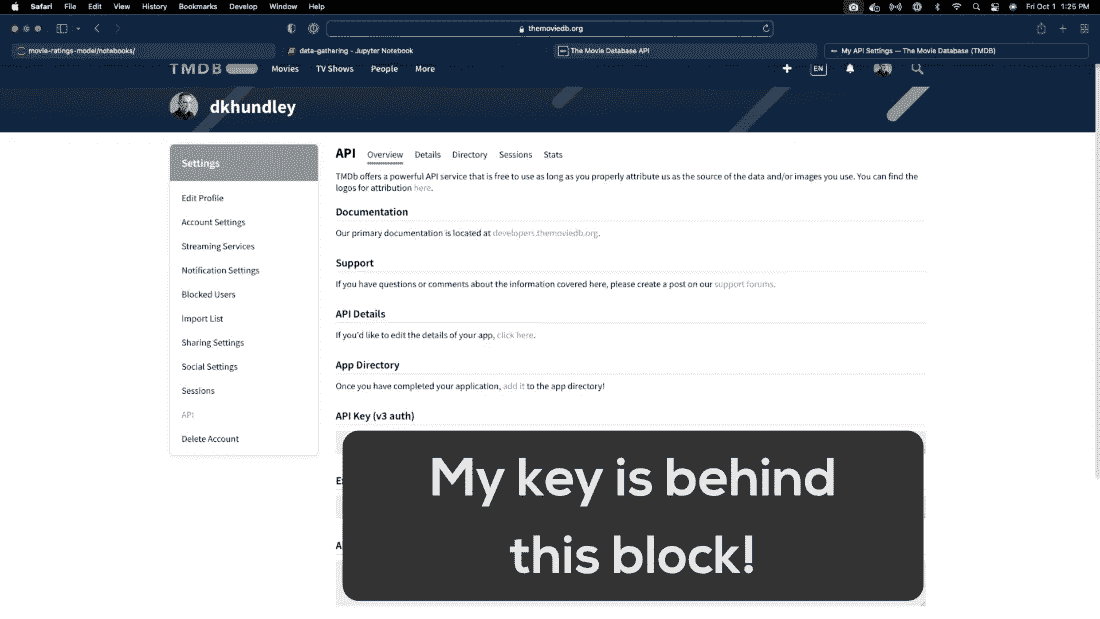 Safari File Edit View History Bookmarks Develop Window Help Fri Oct 1 1:25 PM
themoviedb.org
movie-ratings-model/notebooks/ data-gathering - Jupyter Notebook The Movie Database API My API Settings — The Movie Database (TMDB)
TMDB Movies TV Shows People More EN
dkhundley
Settings
Edit Profile
Account Settings
Streaming Services
Notification Settings
Blocked Users
Import List
Sharing Settings
Social Settings
Sessions
API
Delete Account
API Overview Details Directory Sessions Stats
TMDb offers a powerful API service that is free to use as long as you properly attribute us as the source of the data and/or images you use. You can find the
logos for attribution here.
Documentation
Our primary documentation is located at developers.themoviedb.org.
Support
If you have questions or comments about the information covered here, please create a post on our support forums.
API Details
If you'd like to edit the details of your app, click here.
App Directory
Once you have completed your application, add it to the app directory!
API Key (v3 auth)
My key is behind
this block!